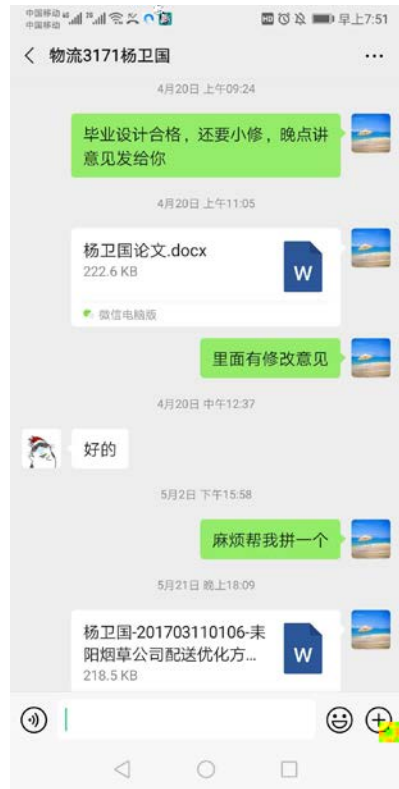 中国移动
中国移动
早上7:51
物流3171杨卫国
4月20日 上午09:24
毕业设计合格，还要小修，晚点讲
意见发给你
4月20日 上午11:05
杨卫国论文.docx
222.6 KB
W
微信电脑版
里面有修改意见
4月20日 中午12:37
好的
5月2日 下午15:58
麻烦帮我拼一个
5月21日 晚上18:09
杨卫国-201703110106-耒
阳烟草公司配送优化方...
W
218.5 KB